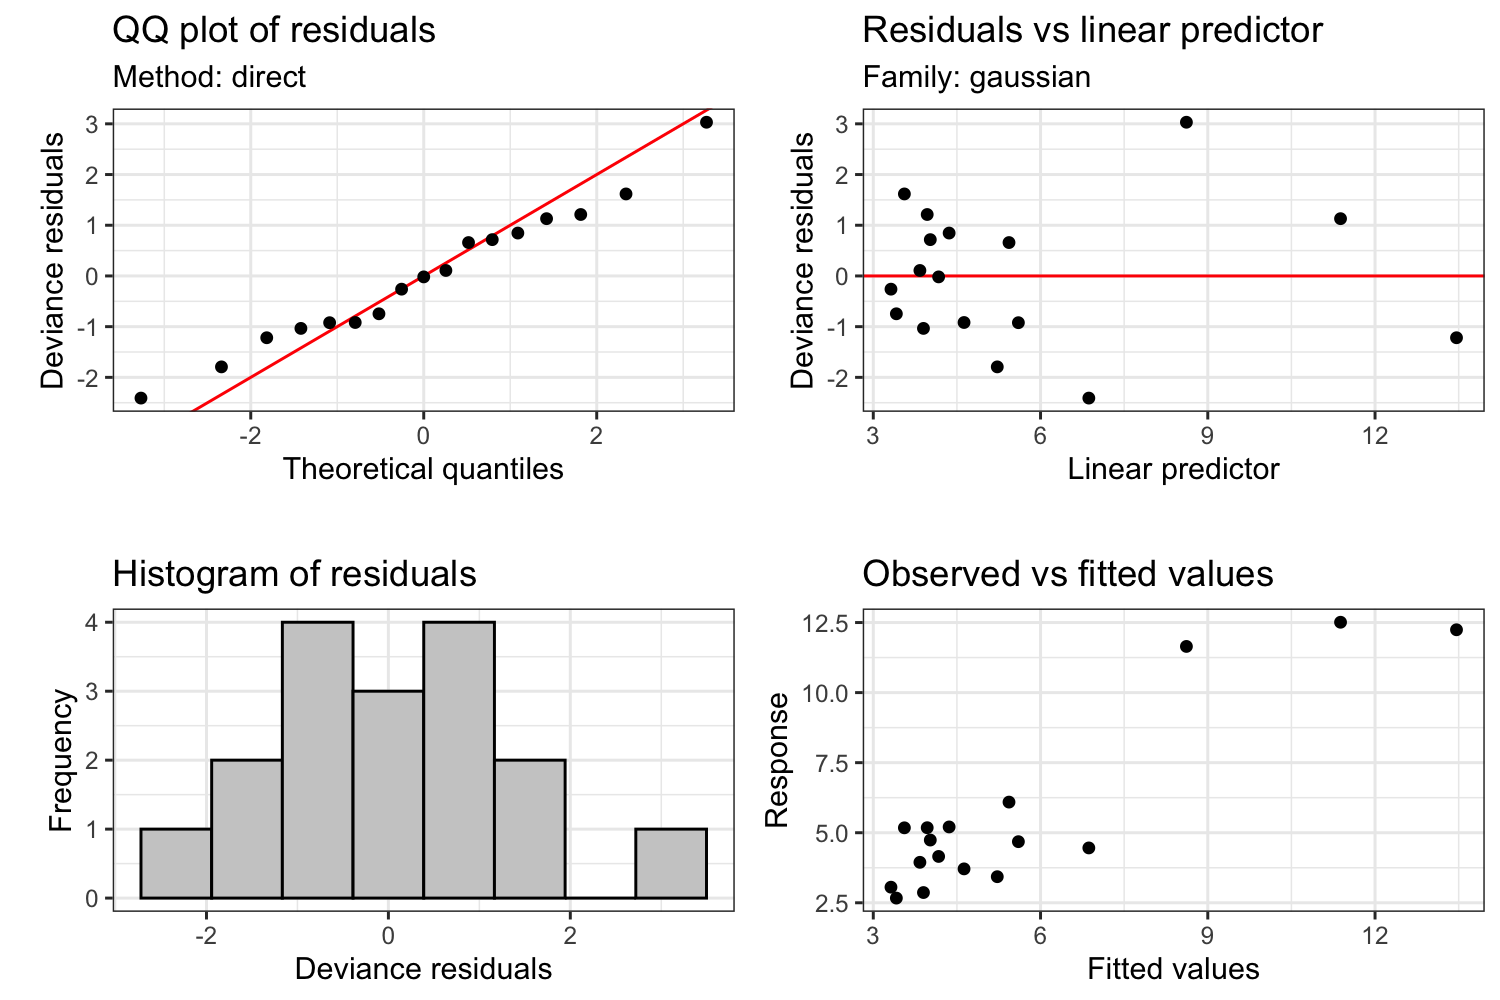 QQ plot of residuals
Method: direct
Deviance residuals
3
2
1
0
-1
-2
-2
0
2
Theoretical quantiles
Residuals vs linear predictor
Family: gaussian
Deviance residuals
3
2
1
0
-1
-2
3
6
9
12
Linear predictor
Histogram of residuals
Frequency
4
3
2
1
0
-2
0
2
Deviance residuals
Observed vs fitted values
Response
12.5
10.0
7.5
5.0
2.5
3
6
9
12
Fitted values